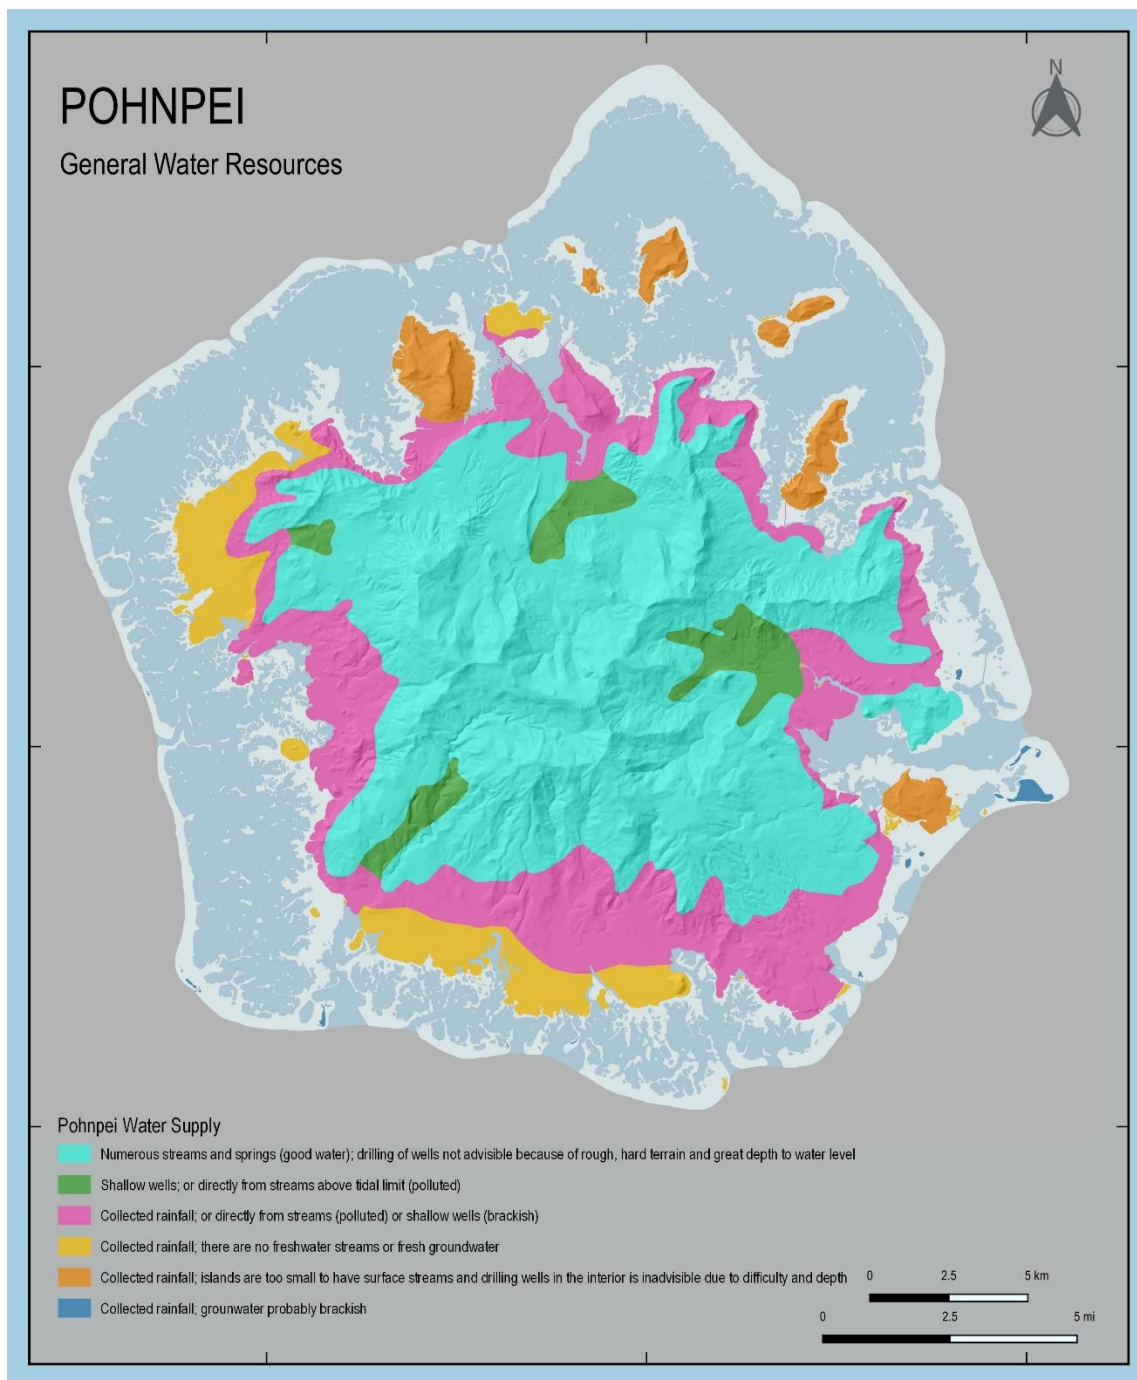 POHNPEI
General Water Resources
N
Pohnpei Water Supply
Numerous streams and springs (good water); drilling of wells not advisible because of rough, hard terrain and great depth to water level
Shallow wells; or directly from streams above tidal limit (polluted)
Collected rainfall; or directly from streams (polluted) or shallow wells (brackish)
Collected rainfall; there are no freshwater streams or fresh groundwater
Collected rainfall; islands are too small to have surface streams and drilling wells in the interior is inadvisible due to difficulty and depth
Collected rainfall; grounwater probably brackish
0 2.5 5 km
0 2.5 5 mi